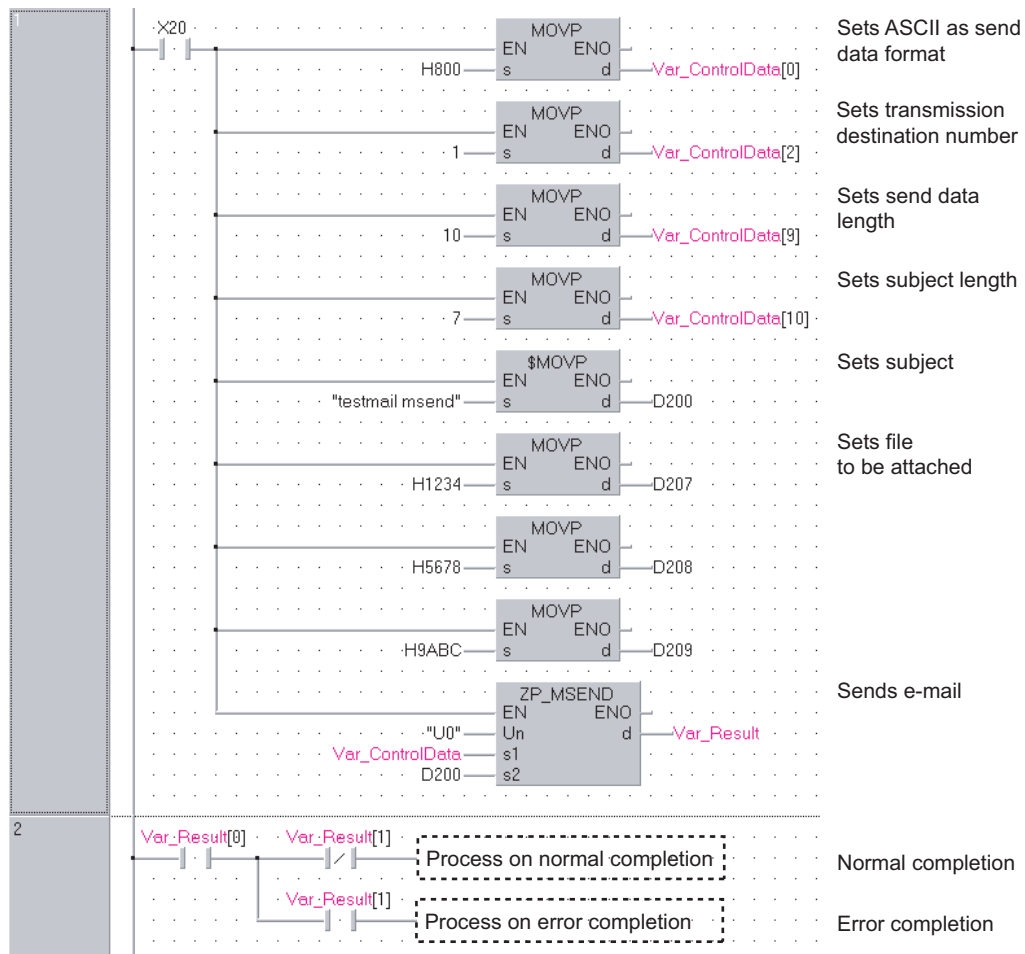 1
X20
MOVP
EN ENO
H800 s d Var_ControlData[0]
Sets ASCII as send
data format
MOVP
EN ENO
1 s d Var_ControlData[2]
Sets transmission
destination number
MOVP
EN ENO
10 s d Var_ControlData[9]
Sets send data
length
MOVP
EN ENO
7 s d Var_ControlData[10]
Sets subject length
$MOVP
EN ENO
"testmail msend" s d D200
Sets subject
MOVP
EN ENO
H1234 s d D207
Sets file
to be attached
MOVP
EN ENO
H5678 s d D208
MOVP
EN ENO
H9ABC s d D209
ZP_MSEND
EN ENO
"U0" Un d Var_Result
Var_ControlData s1
D200 s2
Sends e-mail
2
Var_Result[0] Var_Result[1]
Process on normal completion
Normal completion
Var_Result[1]
Process on error completion
Error completion